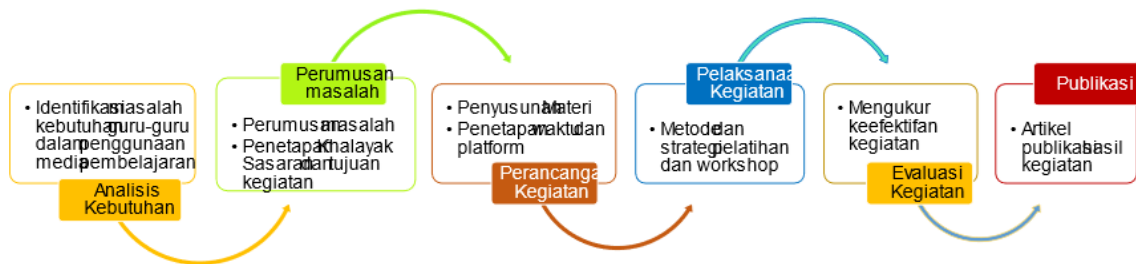 • Identifikasi masalah
kebutuhan guru-guru
dalam penggunaan
media pembelajaran
Analisis
Kebutuhan
Perumusan
masalah
• Perumusan masalah
• Penetapan Khalayak
Sasaran dan tujuan
kegiatan
• Penyusunan Materi
• Penetapan waktu dan
platform
Perancangan
Kegiatan
Pelaksanaan
Kegiatan
• Metode dan
strategi pelatihan
dan workshop
• Mengukur
keefektifan
kegiatan
Evaluasi
Kegiatan
Publikasi
• Artikel
publikasi hasil
kegiatan